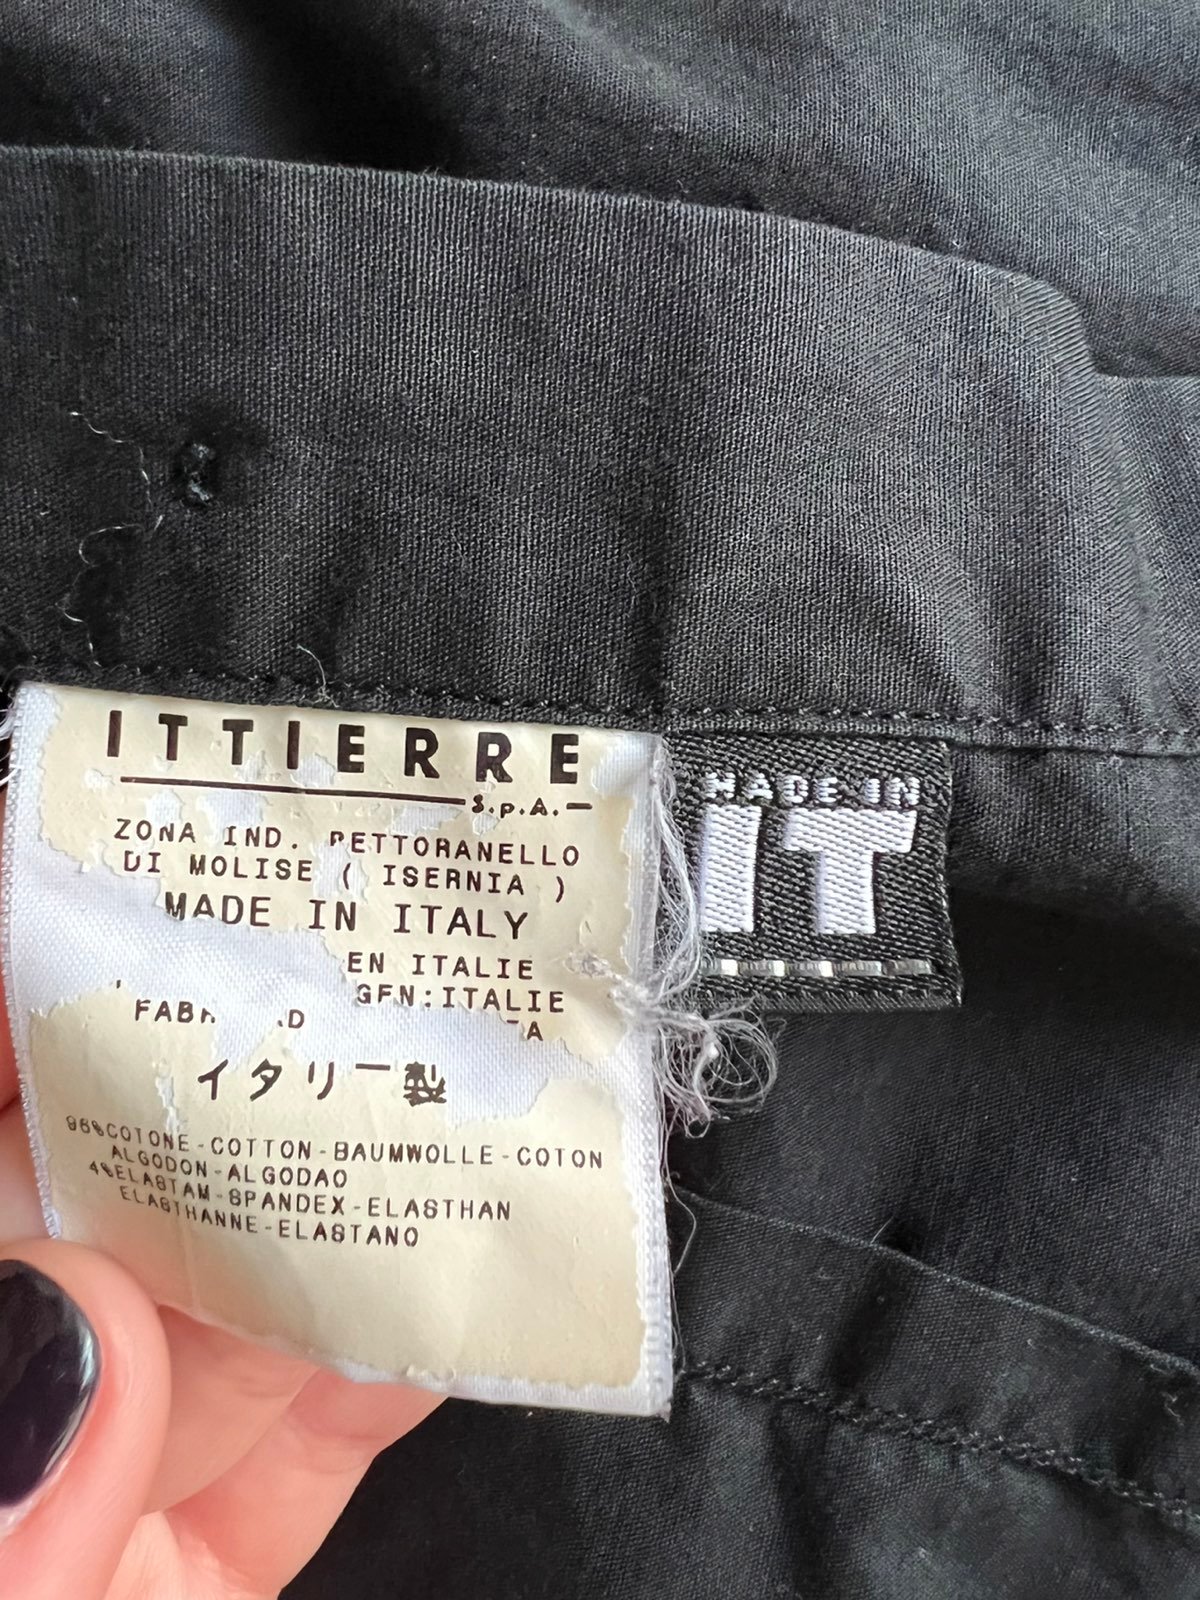 ITTIERRE
S.p.A.
ZONA IND. PETTORANELLO
DI MOLISE ( ISERNIA )
MADE IN ITALY
EN ITALIE
GEN:ITALIE
イタリー製
96%COTONE-COTTON-BAUMWOLLE-COTON
ALGODON-ALGODAO
4%ELASTAM-SPANDEX-ELASTHAN
ELASTHANNE-ELASTANO
MADE IN
IT